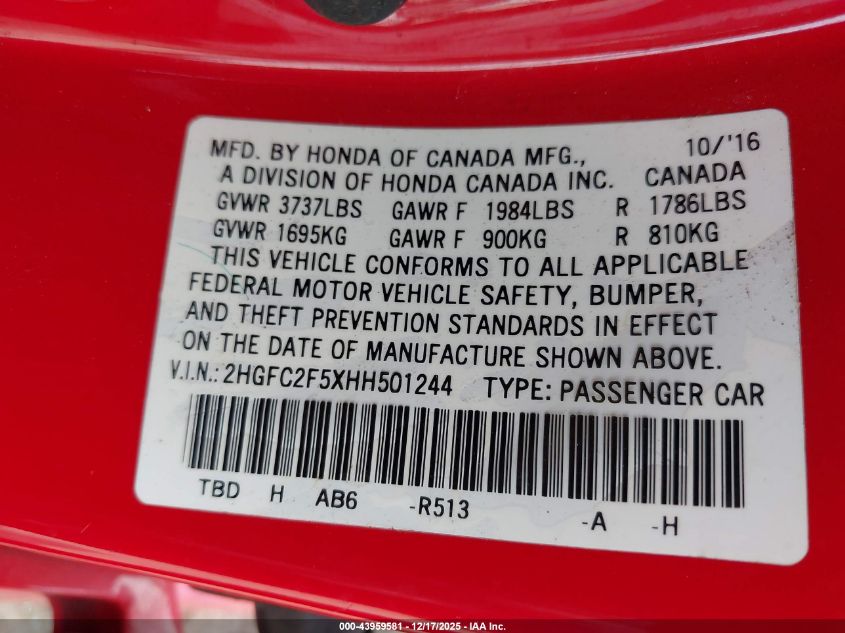 MFD. BY HONDA OF CANADA MFG., 10/'16
A DIVISION OF HONDA CANADA INC. CANADA
GVWR 3737LBS GAWR F 1984LBS R 1786LBS
GVWR 1695KG GAWR F 900KG R 810KG
THIS VEHICLE CONFORMS TO ALL APPLICABLE
FEDERAL MOTOR VEHICLE SAFETY, BUMPER,
AND THEFT PREVENTION STANDARDS IN EFFECT
ON THE DATE OF MANUFACTURE SHOWN ABOVE.
V.I.N.: 2HGFC2F5XHH501244 TYPE: PASSENGER CAR
TBD H AB6 -R513 -A -H
000-43959581 - 12/17/2025 - IAA Inc.